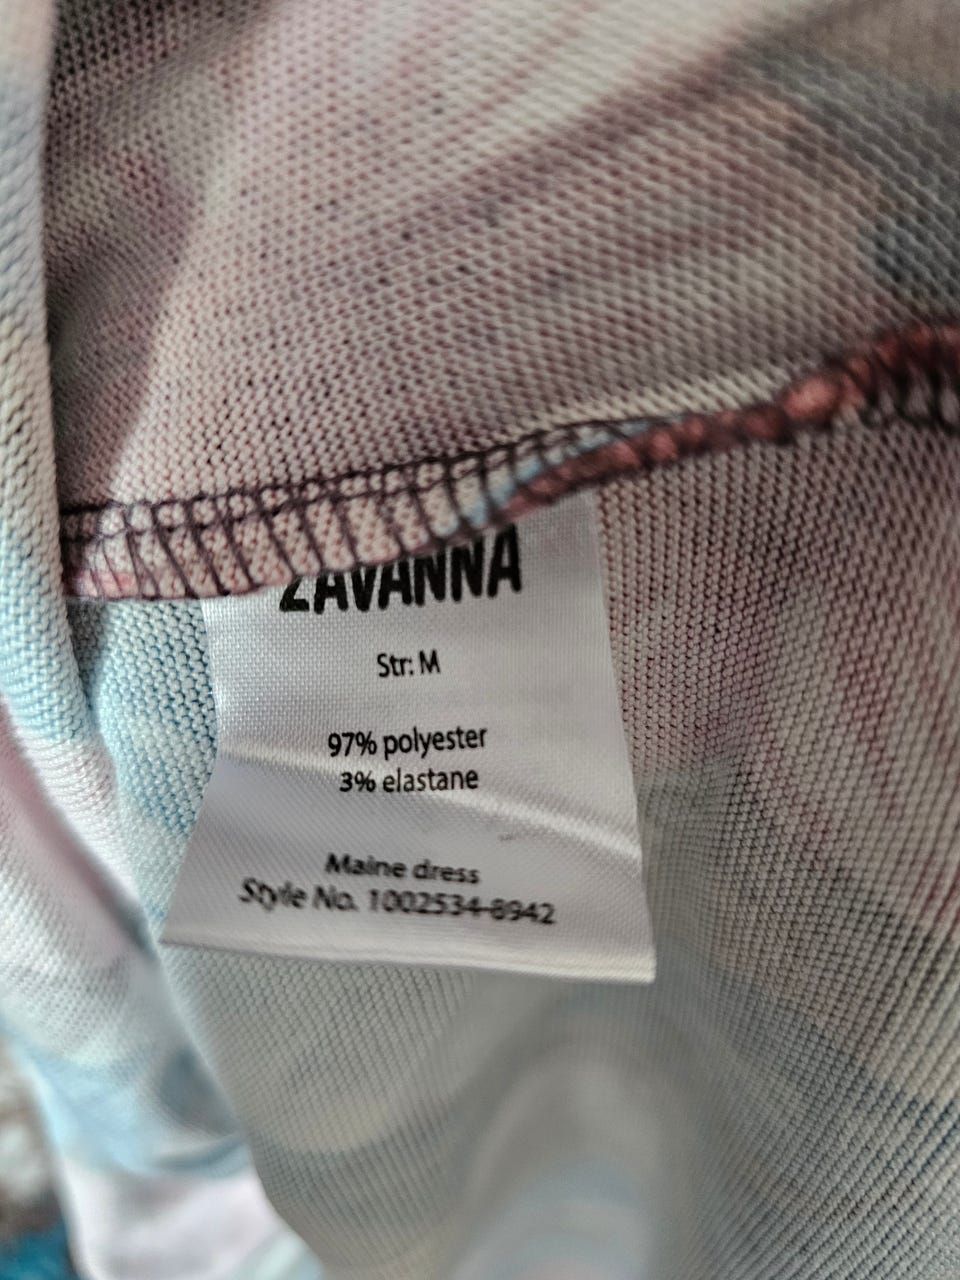 ZAVANNA
Str: M
97% polyester
3% elastane
Maine dress
Style No. 1002534-8942